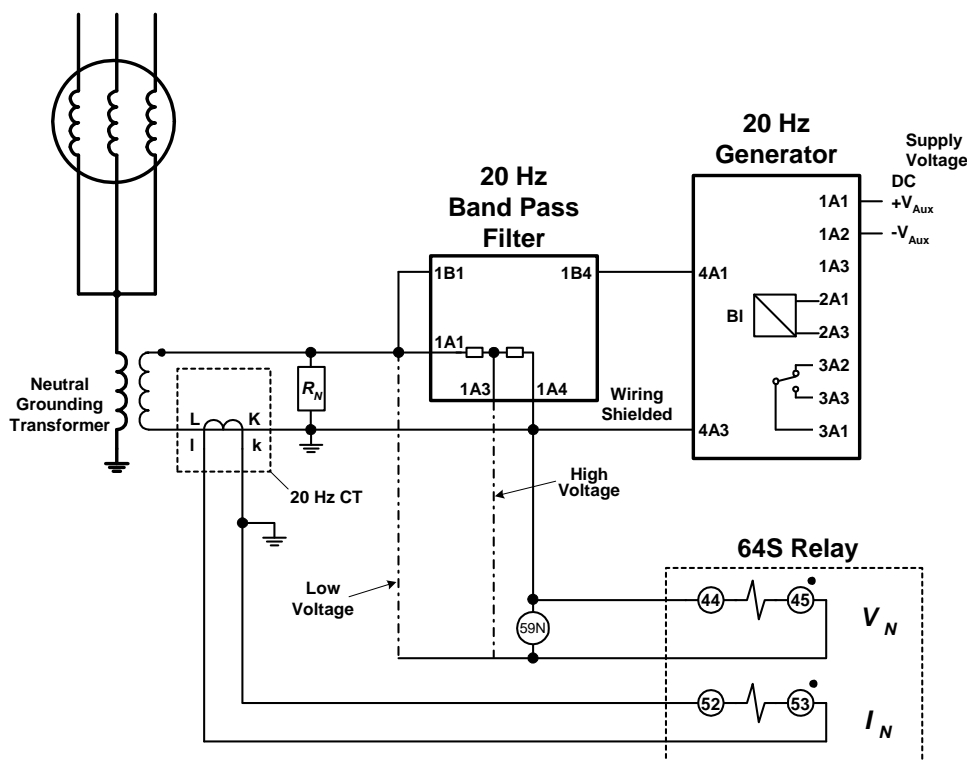 20 Hz
Generator
Supply
Voltage
DC
+VAux
-VAux
20 Hz
Band Pass
Filter
1A1
1A2
1A3
2A1
2A3
BI
3A2
3A3
3A1
4A1
4A3
1B1
1B4
1A1
1A3
1A4
Neutral
Grounding
Transformer
RN
L
K
l
k
20 Hz CT
Wiring
Shielded
High
Voltage
Low
Voltage
59N
64S Relay
44
45
VN
52
53
IN